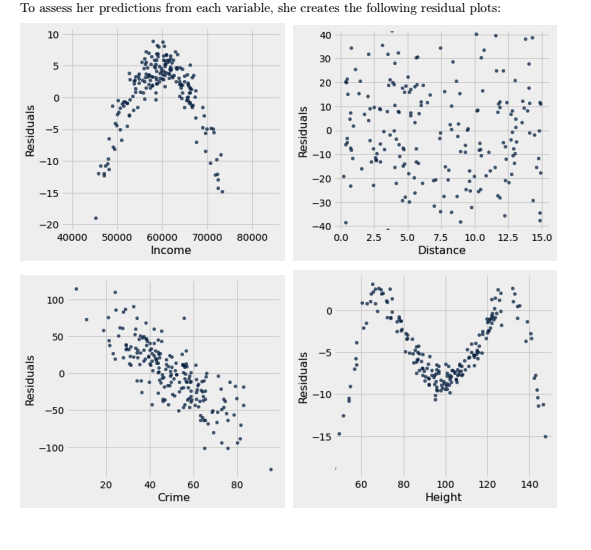 To assess her predictions from each variable, she creates the following residual plots:
10
5
0
−5
−10
−15
−20
Residuals
40000 50000 60000 70000 80000
Income
40
30
20
10
0
−10
−20
−30
−40
Residuals
0.0 2.5 5.0 7.5 10.0 12.5 15.0
Distance
100
50
0
−50
−100
Residuals
20 40 60 80
Crime
0
−5
−10
−15
Residuals
60 80 100 120 140
Height